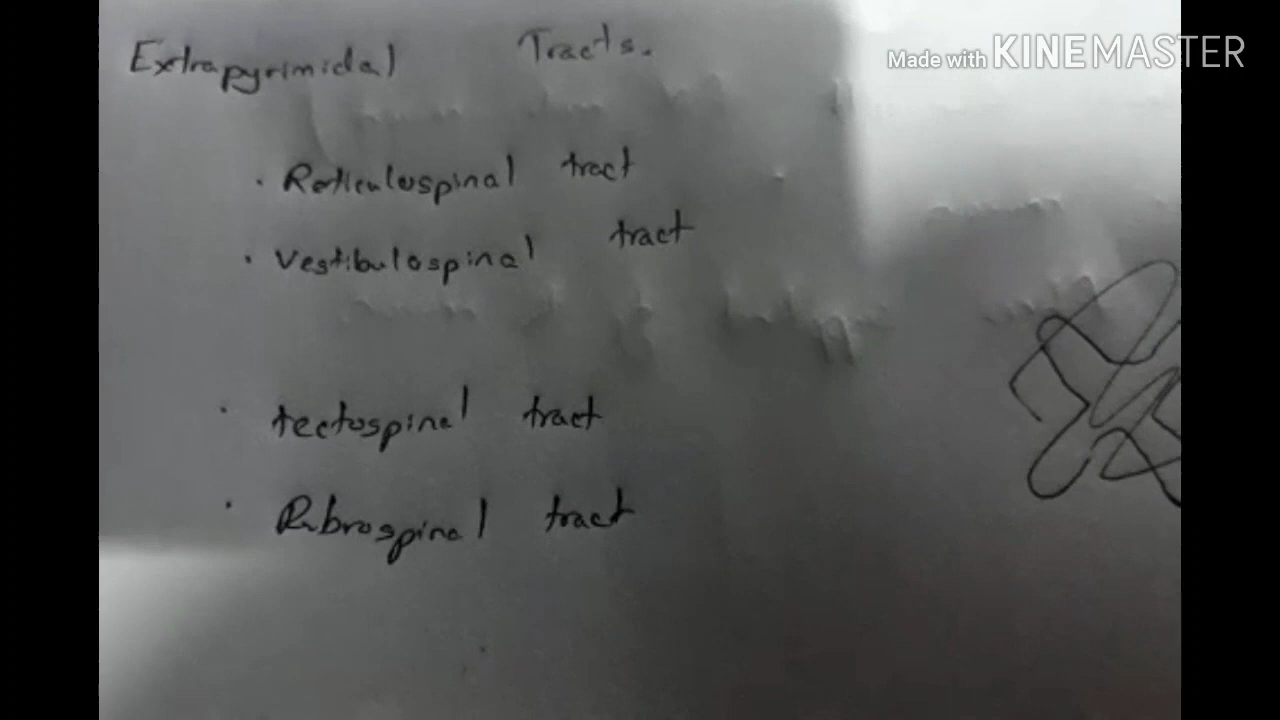 Made with KINEMASTER
Extrapyrimidal Tracts.
· Reticulospinal tract
· Vestibulospinal tract
· tectospinal tract
· Rubrospinal tract